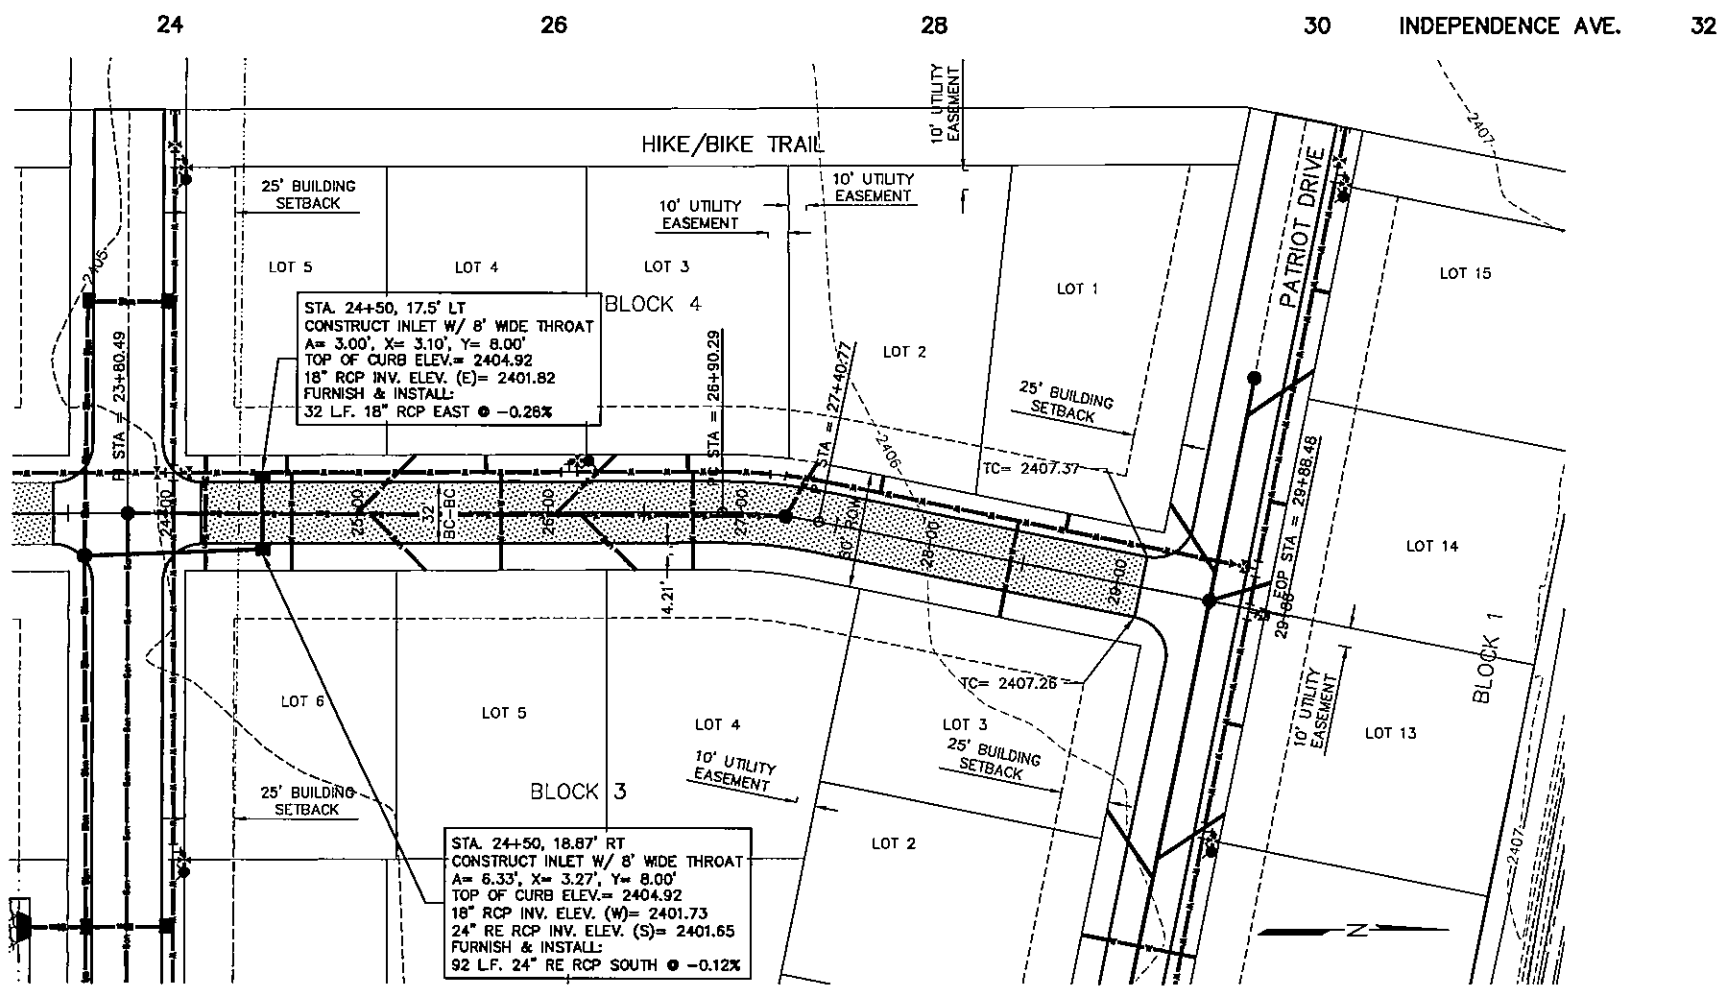 24 26 28 30 INDEPENDENCE AVE. 32
10' UTILITY
EASEMENT
HIKE/BIKE TRAIL
2407
PATRIOT DRIVE
25' BUILDING
SETBACK
10' UTILITY
EASEMENT
10' UTILITY
EASEMENT
2405
LOT 5
LOT 4
LOT 3
LOT 1
LOT 15
BLOCK 4
STA. 24+50, 17.5' LT
CONSTRUCT INLET W/ 8' WIDE THROAT
A= 3.00', X= 3.10', Y= 8.00'
TOP OF CURB ELEV.= 2404.92
18" RCP INV. ELEV. (E)= 2401.82
FURNISH & INSTALL:
32 L.F. 18" RCP EAST @ -0.28%
STA = 23+80.49
LOT 2
STA = 26+90.29
STA = 27+40.77
25' BUILDING
SETBACK
2406
TC= 2407.37
EOP STA = 29+88.48
24+00
25+00
32'
BC-BC
26+00
27+00
ROW
28+00
29+00
29+88
LOT 14
4.21'
BLOCK 1
TC= 2407.26
LOT 6
LOT 5
LOT 4
LOT 3
10' UTILITY
EASEMENT
LOT 13
10' UTILITY
EASEMENT
25' BUILDING
SETBACK
25' BUILDING
SETBACK
BLOCK 3
LOT 2
2407
STA. 24+50, 18.87' RT
CONSTRUCT INLET W/ 8' WIDE THROAT
A= 6.33', X= 3.27', Y= 8.00'
TOP OF CURB ELEV.= 2404.92
18" RCP INV. ELEV. (W)= 2401.73
24" RE RCP INV. ELEV. (S)= 2401.65
FURNISH & INSTALL:
92 L.F. 24" RE RCP SOUTH @ -0.12%
N